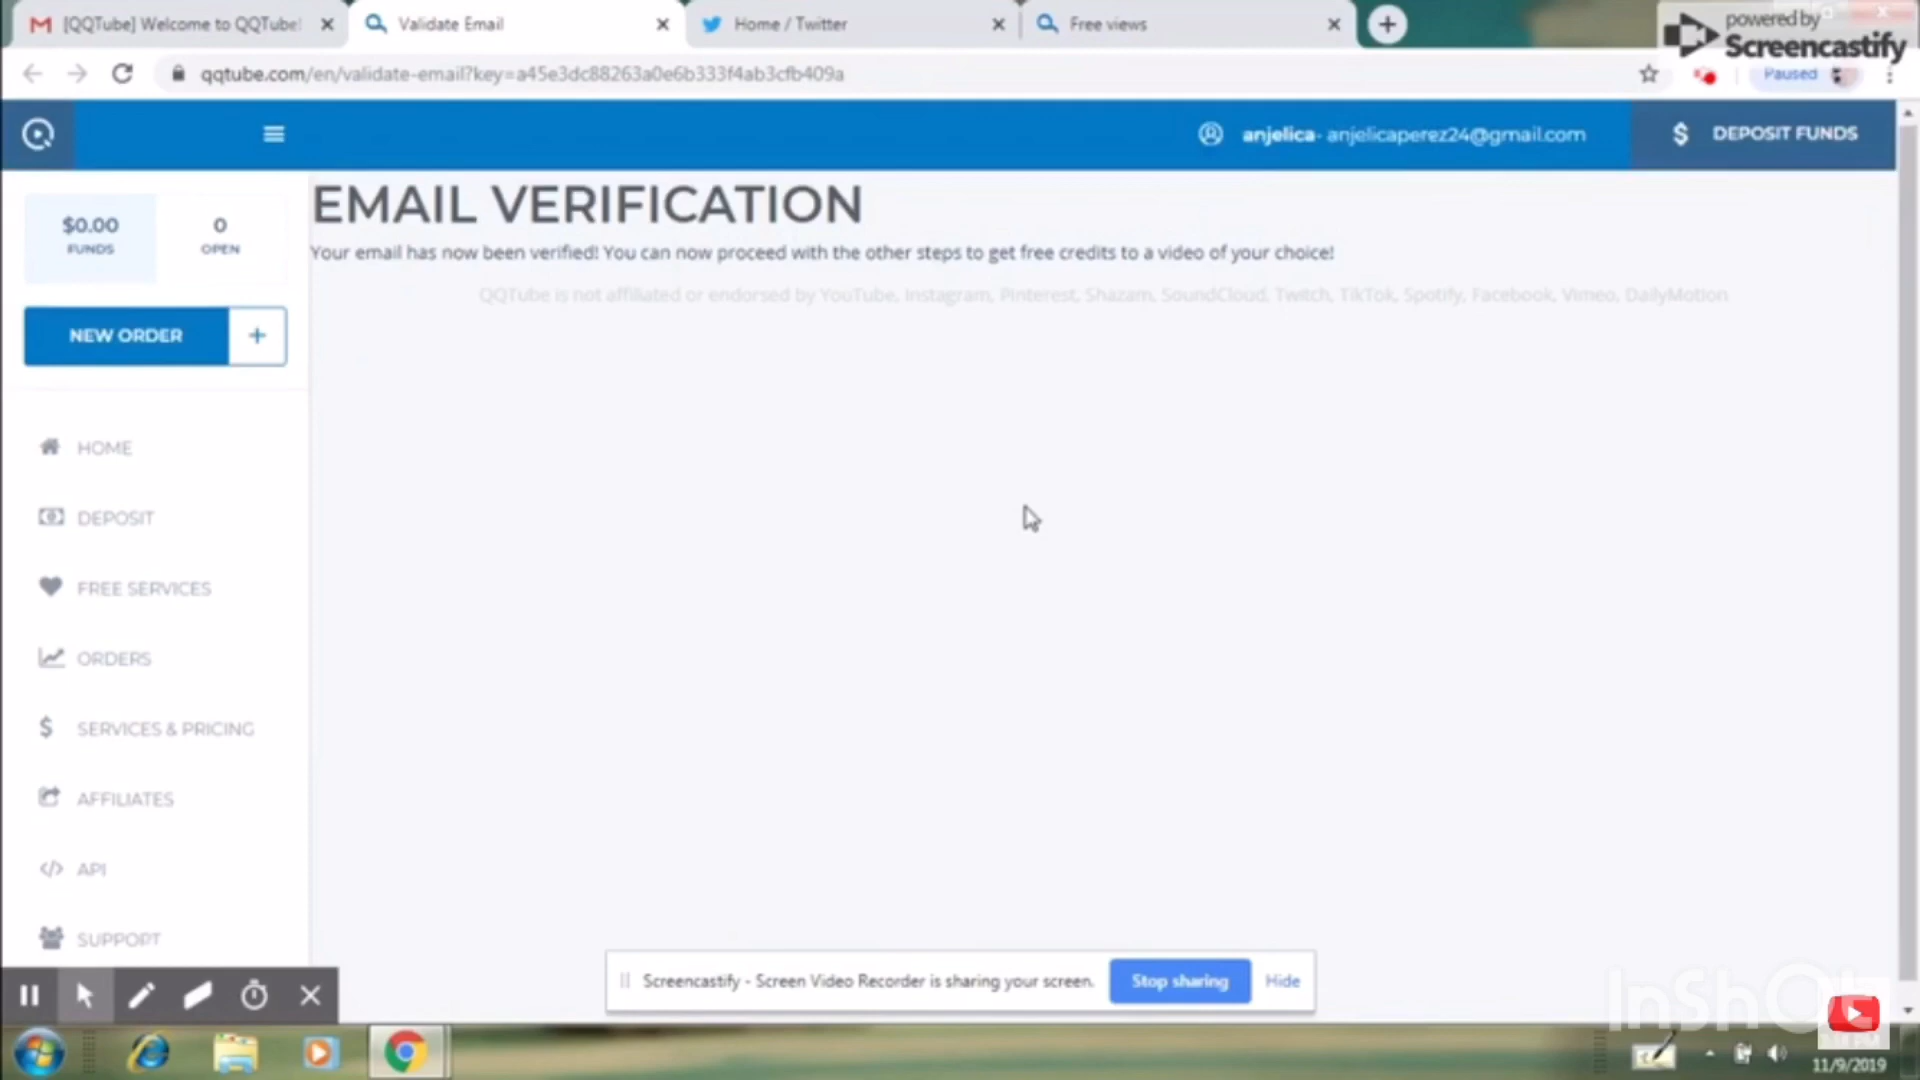 [QQTube] Welcome to QQTube!
Validate Email
Home / Twitter
Free views
powered by
Screencastify
qqtube.com/en/validate-email?key=a45e3dc88263a0e6b333f4ab3cfb409a
Paused
anjelica- anjelicaperez24@gmail.com
DEPOSIT FUNDS
$0.00
FUNDS
0
OPEN
EMAIL VERIFICATION
Your email has now been verified! You can now proceed with the other steps to get free credits to a video of your choice!
QQTube is not affiliated or endorsed by YouTube, Instagram, Pinterest, Shazam, SoundCloud, Twitch, TikTok, Spotify, Facebook, Vimeo, DailyMotion
NEW ORDER +
HOME
DEPOSIT
FREE SERVICES
ORDERS
$ SERVICES & PRICING
AFFILIATES
</> API
SUPPORT
Screencastify - Screen Video Recorder is sharing your screen.
Stop sharing
Hide
InShOt
11/9/2019